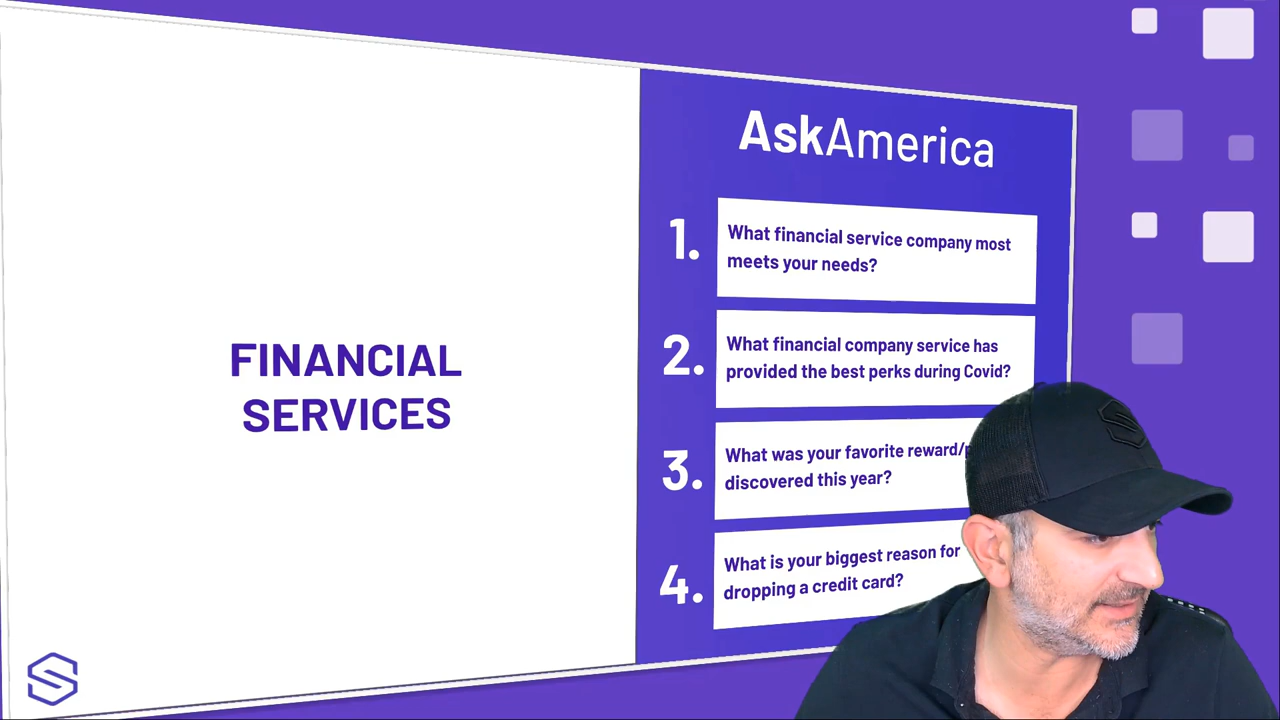 FINANCIAL
SERVICES
AskAmerica
1.
What financial service company most
meets your needs?
2.
What financial company service has
provided the best perks during Covid?
3.
What was your favorite reward/
discovered this year?
4.
What is your biggest reason for
dropping a credit card?